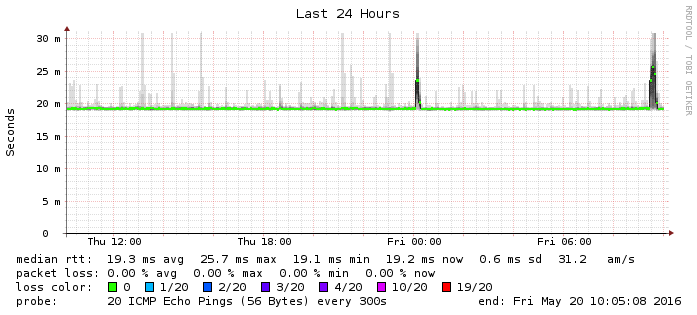 Last 24 Hours
RRDTOOL / TOBI OETIKER
30 m
25 m
20 m
15 m
10 m
5 m
0
Seconds
Thu 12:00 Thu 18:00 Fri 00:00 Fri 06:00
median rtt: 19.3 ms avg 25.7 ms max 19.1 ms min 19.2 ms now 0.6 ms sd 31.2 am/s
packet loss: 0.00 % avg 0.00 % max 0.00 % min 0.00 % now
loss color: 0 1/20 2/20 3/20 4/20 10/20 19/20
probe: 20 ICMP Echo Pings (56 Bytes) every 300s end: Fri May 20 10:05:08 2016